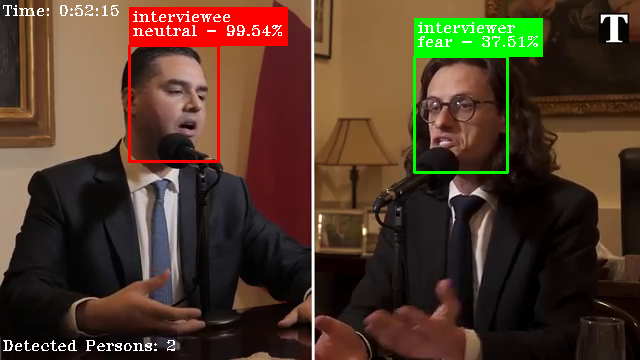 Time: 0:52:15
interviewee
neutral - 99.54%
interviewer
fear - 37.51%
T
Detected Persons: 2